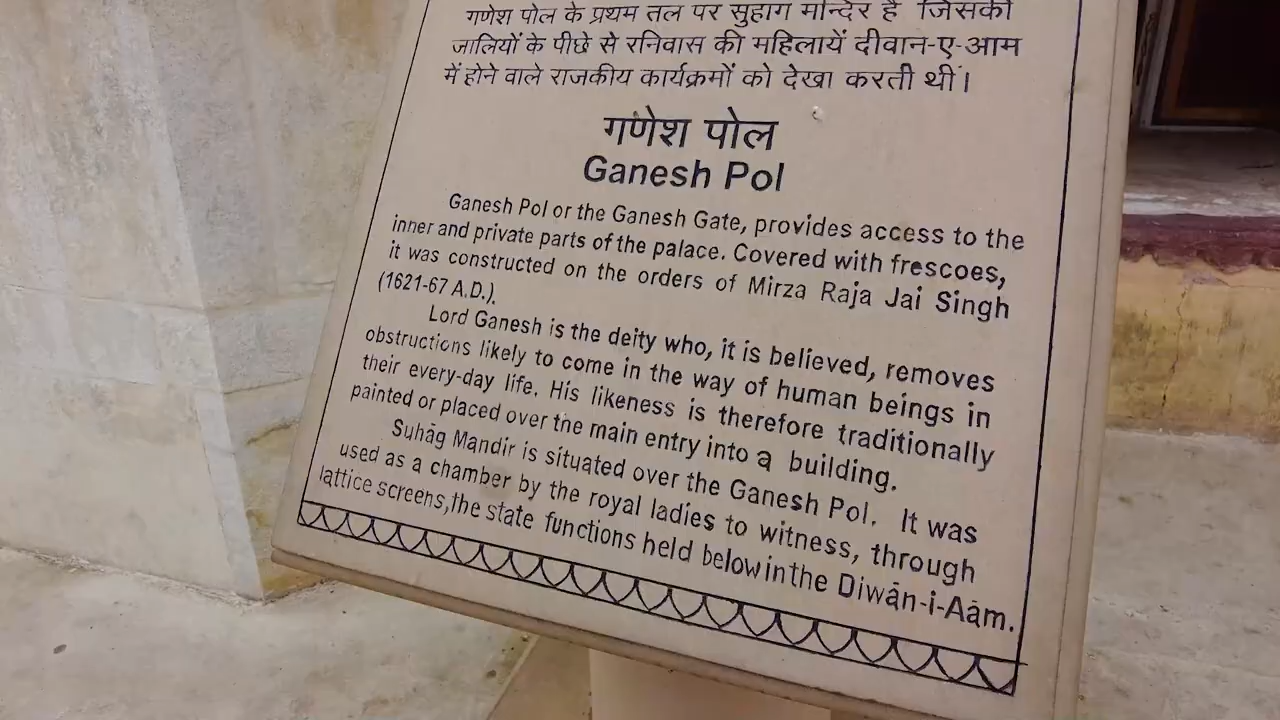 गणेश पोल के प्रथम तल पर सुहाग मन्दिर है जिसकी
जालियों के पीछे से रनिवास की महिलायें दीवान-ए-आम
में होने वाले राजकीय कार्यक्रमों को देखा करती थीं।
गणेश पोल
Ganesh Pol
Ganesh Pol or the Ganesh Gate, provides access to the
inner and private parts of the palace. Covered with frescoes,
it was constructed on the orders of Mirza Raja Jai Singh
(1621-67 A.D.).
Lord Ganesh is the deity who, it is believed, removes
obstructions likely to come in the way of human beings in
their every-day life. His likeness is therefore traditionally
painted or placed over the main entry into a building.
Suhāg Mandir is situated over the Ganesh Pol. It was
used as a chamber by the royal ladies to witness, through
lattice screens,the state functions held below in the Diwān-i-Aām.